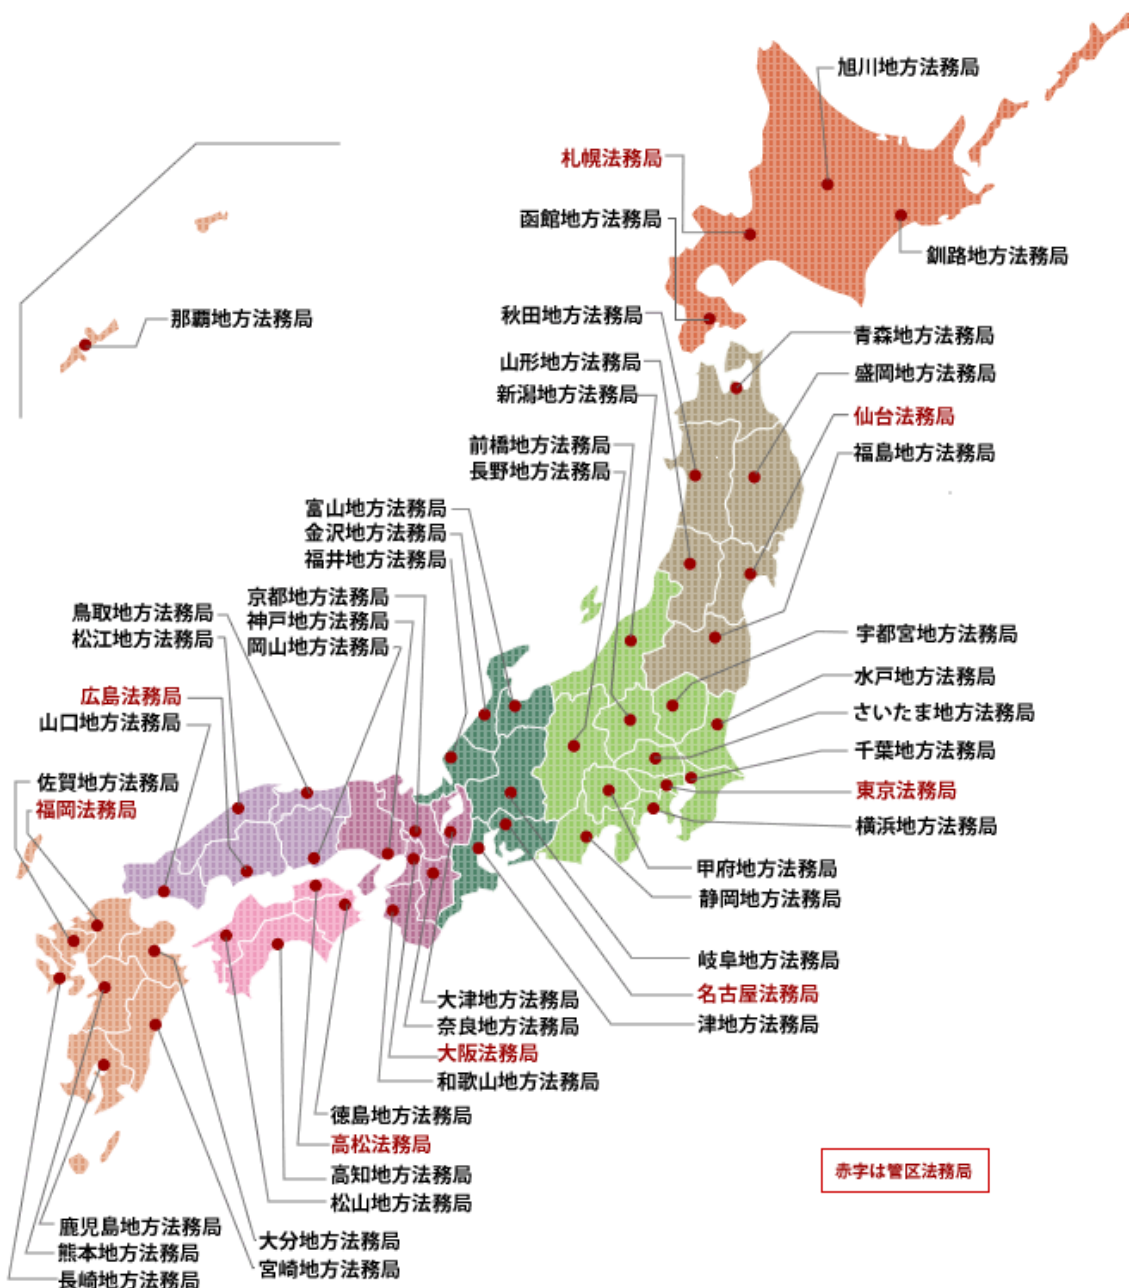 旭川地方法務局
札幌法務局
函館地方法務局
釧路地方法務局
那覇地方法務局
秋田地方法務局
青森地方法務局
山形地方法務局
盛岡地方法務局
新潟地方法務局
仙台法務局
前橋地方法務局
福島地方法務局
長野地方法務局
富山地方法務局
金沢地方法務局
福井地方法務局
京都地方法務局
鳥取地方法務局
神戸地方法務局
松江地方法務局
岡山地方法務局
宇都宮地方法務局
広島法務局
水戸地方法務局
山口地方法務局
さいたま地方法務局
千葉地方法務局
佐賀地方法務局
東京法務局
福岡法務局
横浜地方法務局
甲府地方法務局
静岡地方法務局
岐阜地方法務局
名古屋法務局
大津地方法務局
津地方法務局
奈良地方法務局
大阪法務局
和歌山地方法務局
徳島地方法務局
高松法務局
赤字は管区法務局
高知地方法務局
松山地方法務局
鹿児島地方法務局
大分地方法務局
熊本地方法務局
宮崎地方法務局
長崎地方法務局